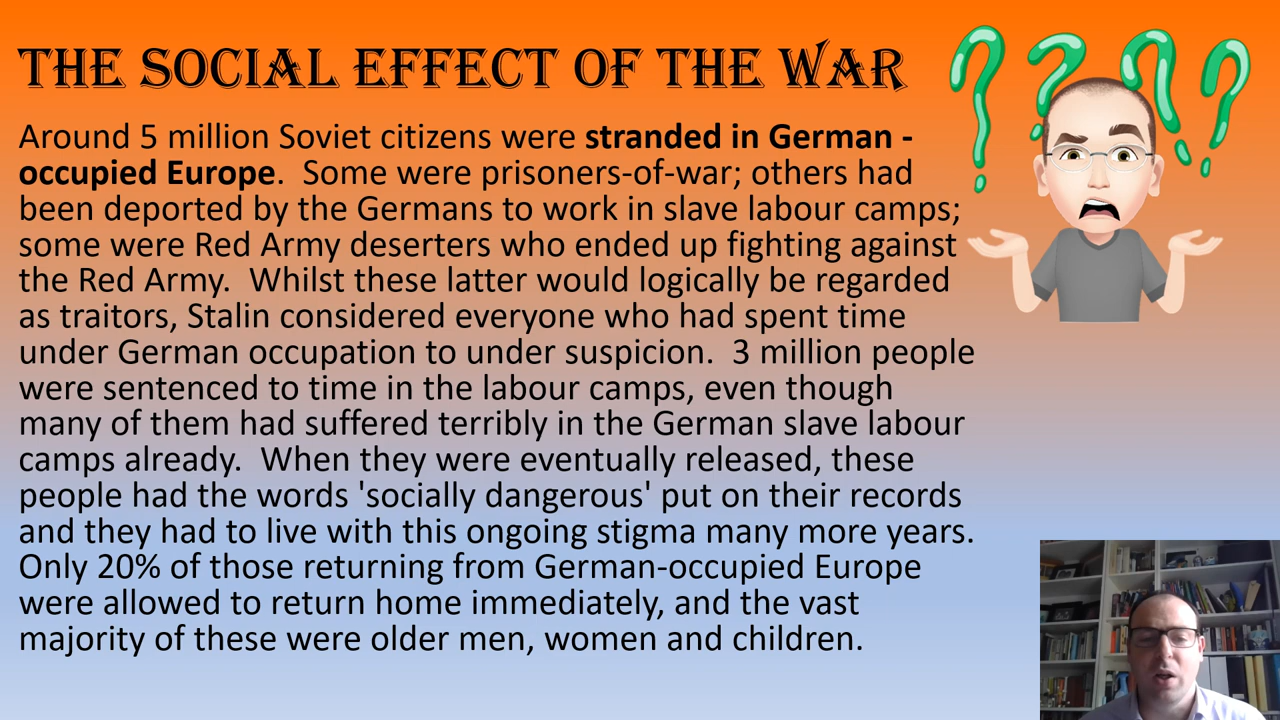 THE SOCIAL EFFECT OF THE WAR
Around 5 million Soviet citizens were stranded in German -
occupied Europe.  Some were prisoners-of-war; others had
been deported by the Germans to work in slave labour camps;
some were Red Army deserters who ended up fighting against
the Red Army.  Whilst these latter would logically be regarded
as traitors, Stalin considered everyone who had spent time
under German occupation to under suspicion.  3 million people
were sentenced to time in the labour camps, even though
many of them had suffered terribly in the German slave labour
camps already.  When they were eventually released, these
people had the words 'socially dangerous' put on their records
and they had to live with this ongoing stigma many more years.
Only 20% of those returning from German-occupied Europe
were allowed to return home immediately, and the vast
majority of these were older men, women and children.